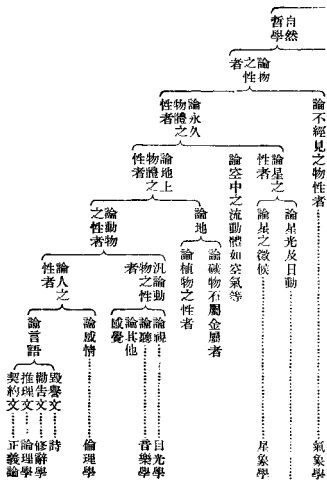 自然
哲學
論物
之性
者
論不經見之物性者………氣象學
論永久
物體之
性者
論星之
性者
論星光及日動………
論星之徵候………星象學
論空中之流動體如空氣等
論地上
物體之
性者
論地
論礦物石屬金屬者
論植物之性者
論動物
之性者
汎論動
物之性
者
論視………目光學
論聽………音樂學
論其他
感覺
論人之
性者
論感情………倫理學
論言語
毀譽文………詩
勸告文…修辭學
推理文…論理學
契約文…正義論